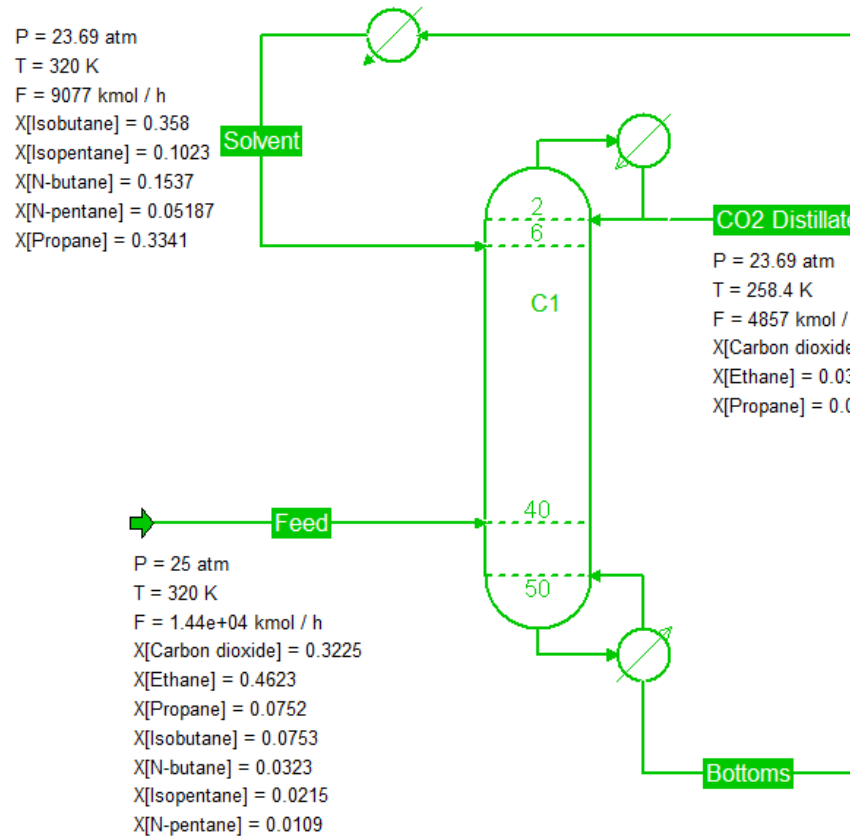 P = 23.69 atm
T = 320 K
F = 9077 kmol / h
X[Isobutane] = 0.358
X[Isopentane] = 0.1023
X[N-butane] = 0.1537
X[N-pentane] = 0.05187
X[Propane] = 0.3341
Solvent
2
6
C1
CO2 Distillate
P = 23.69 atm
T = 258.4 K
F = 4857 kmol /
X[Carbon dioxide
X[Ethane] = 0.03
X[Propane] = 0.0
40
Feed
50
P = 25 atm
T = 320 K
F = 1.44e+04 kmol / h
X[Carbon dioxide] = 0.3225
X[Ethane] = 0.4623
X[Propane] = 0.0752
X[Isobutane] = 0.0753
X[N-butane] = 0.0323
X[Isopentane] = 0.0215
X[N-pentane] = 0.0109
Bottoms